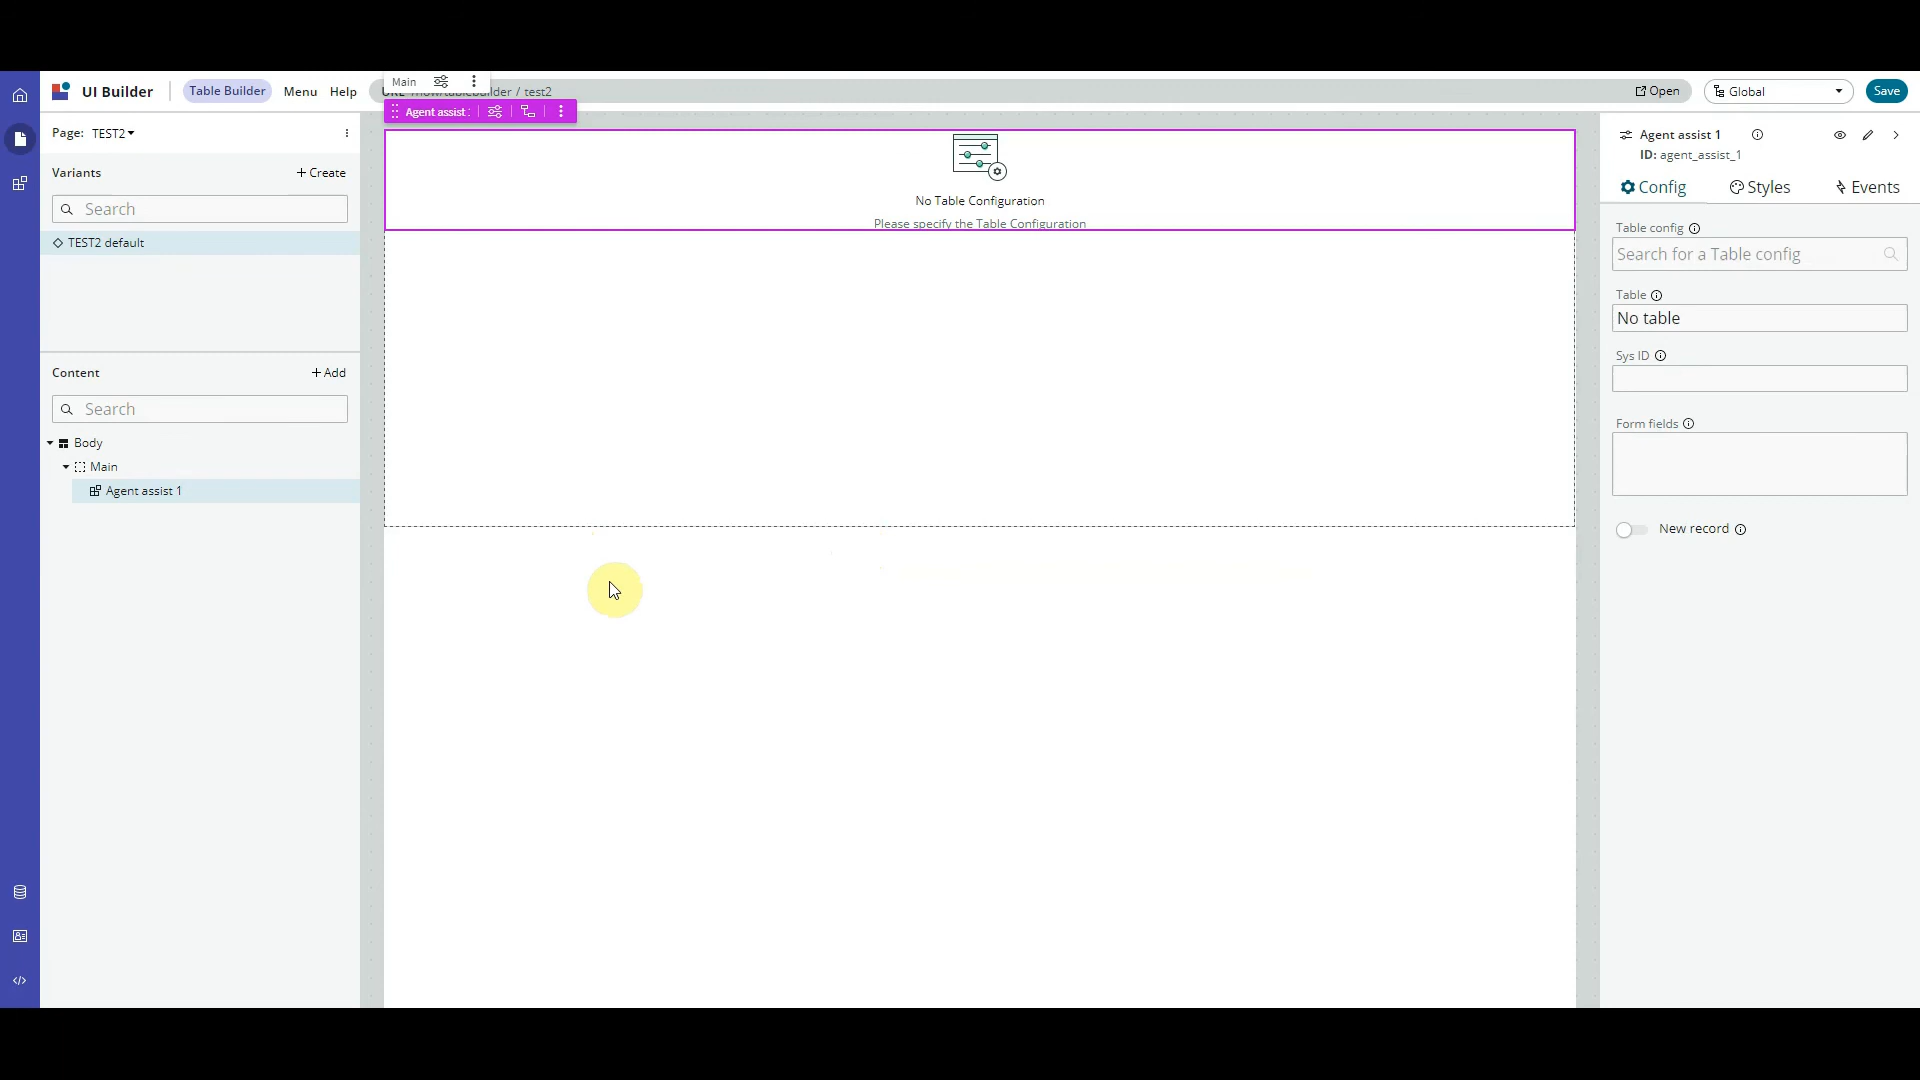 UI Builder
Table Builder
Menu
Help
Main
/ test2
Open
Global
Save
Agent assist
Page: TEST2
Variants
+ Create
Search
TEST2 default
Content
+ Add
Search
Body
Main
Agent assist 1
No Table Configuration
Please specify the Table Configuration
Agent assist 1
ID: agent_assist_1
Config
Styles
Events
Table config
Search for a Table config
Table
No table
Sys ID
Form fields
New record